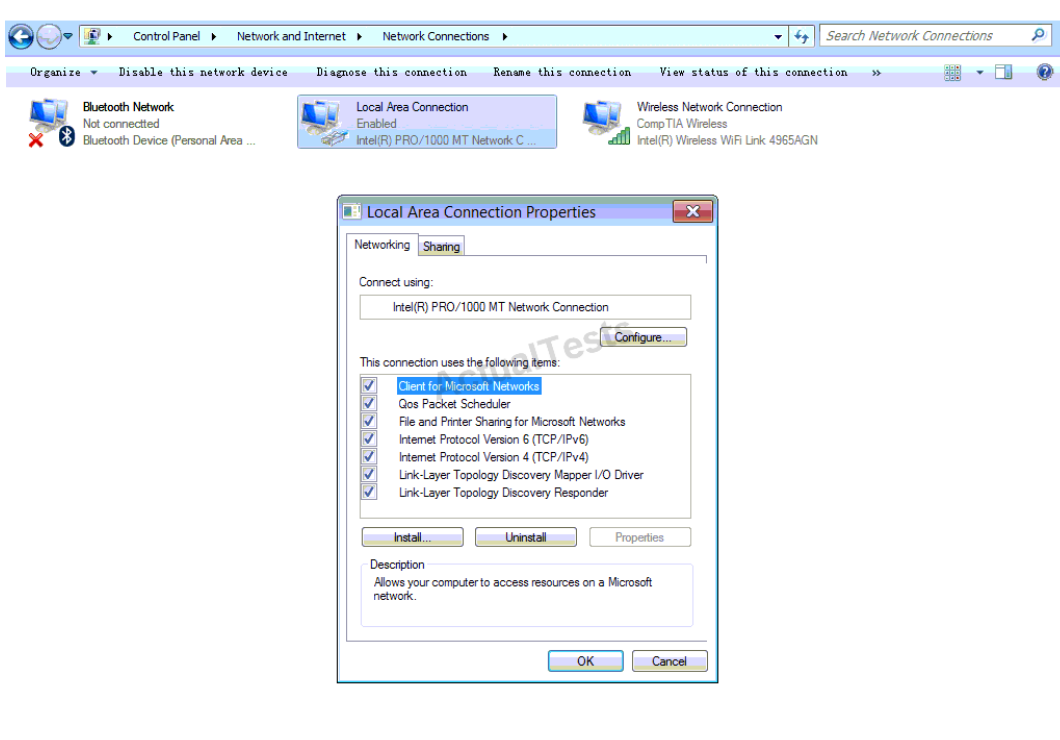 Control Panel Network and Internet Network Connections Search Network Connections
Organize Disable this network device Diagnose this connection Rename this connection View status of this connection »
Bluetooth Network
Not connectted
Bluetooth Device (Personal Area ...
Local Area Connection
Enabled
Intel(R) PRO/1000 MT Network C ...
Wireless Network Connection
CompTIA Wireless
Intel(R) Wireless WiFi Link 4965AGN
Local Area Connection Properties
Networking Sharing
Connect using:
Intel(R) PRO/1000 MT Network Connection
Configure...
ActualTests
This connection uses the following items:
Client for Microsoft Networks
Qos Packet Scheduler
File and Printer Sharing for Microsoft Networks
Internet Protocol Version 6 (TCP/IPv6)
Internet Protocol Version 4 (TCP/IPv4)
Link-Layer Topology Discovery Mapper I/O Driver
Link-Layer Topology Discovery Responder
Install... Uninstall Properties
Description
Allows your computer to access resources on a Microsoft
network.
OK Cancel